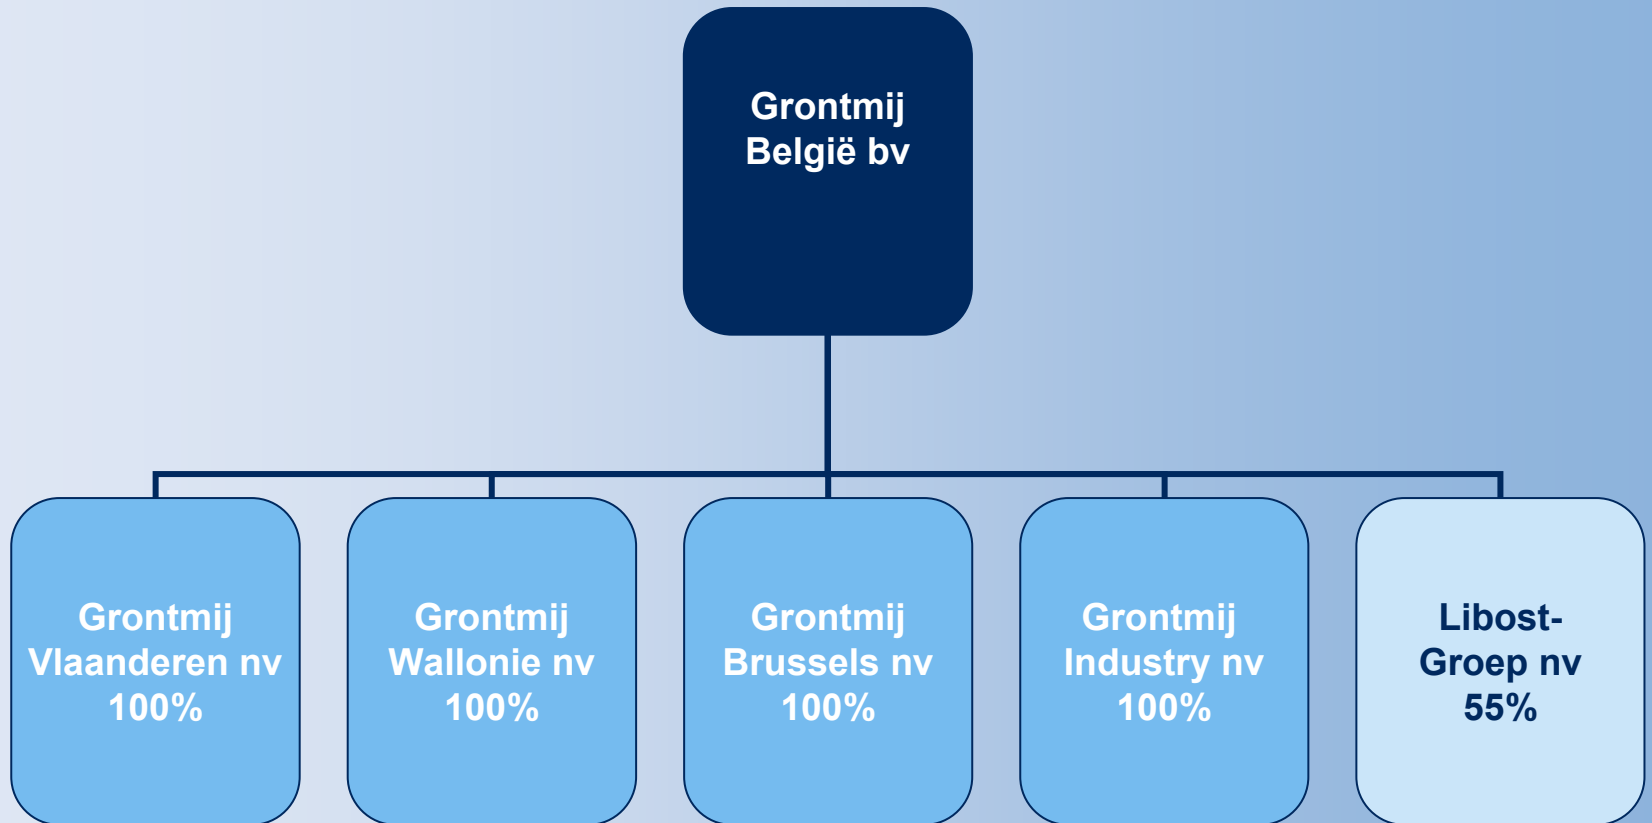 Grontmij
België bv
Grontmij
Vlaanderen nv
100%
Grontmij
Wallonie nv
100%
Grontmij
Brussels nv
100%
Grontmij
Industry nv
100%
Libost-
Groep nv
55%